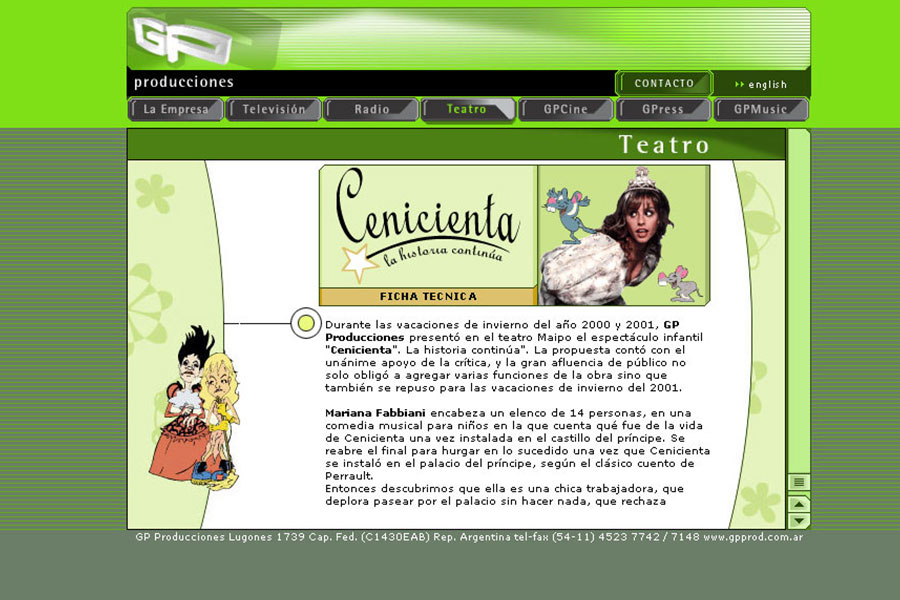 GP
producciones
CONTACTO
english
La Empresa
Televisión
Radio
Teatro
GPCine
GPress
GPMusic
Teatro
Cenicienta
la historia continúa
FICHA TECNICA
Durante las vacaciones de invierno del año 2000 y 2001, GP
Producciones presentó en el teatro Maipo el espectáculo infantil
"Cenicienta". La historia continúa". La propuesta contó con el
unánime apoyo de la crítica, y la gran afluencia de público no
solo obligó a agregar varias funciones de la obra sino que
también se repuso para las vacaciones de invierno del 2001.
Mariana Fabbiani encabeza un elenco de 14 personas, en una
comedia musical para niños en la que cuenta qué fue de la vida
de Cenicienta una vez instalada en el castillo del príncipe. Se
reabre el final para hurgar en lo sucedido una vez que Cenicienta
se instaló en el palacio del príncipe, según el clásico cuento de
Perrault.
Entonces descubrimos que ella es una chica trabajadora, que
deplora pasear por el palacio sin hacer nada, que rechaza
GP Producciones Lugones 1739 Cap. Fed. (C1430EAB) Rep. Argentina tel-fax (54-11) 4523 7742 / 7148 www.gpprod.com.ar